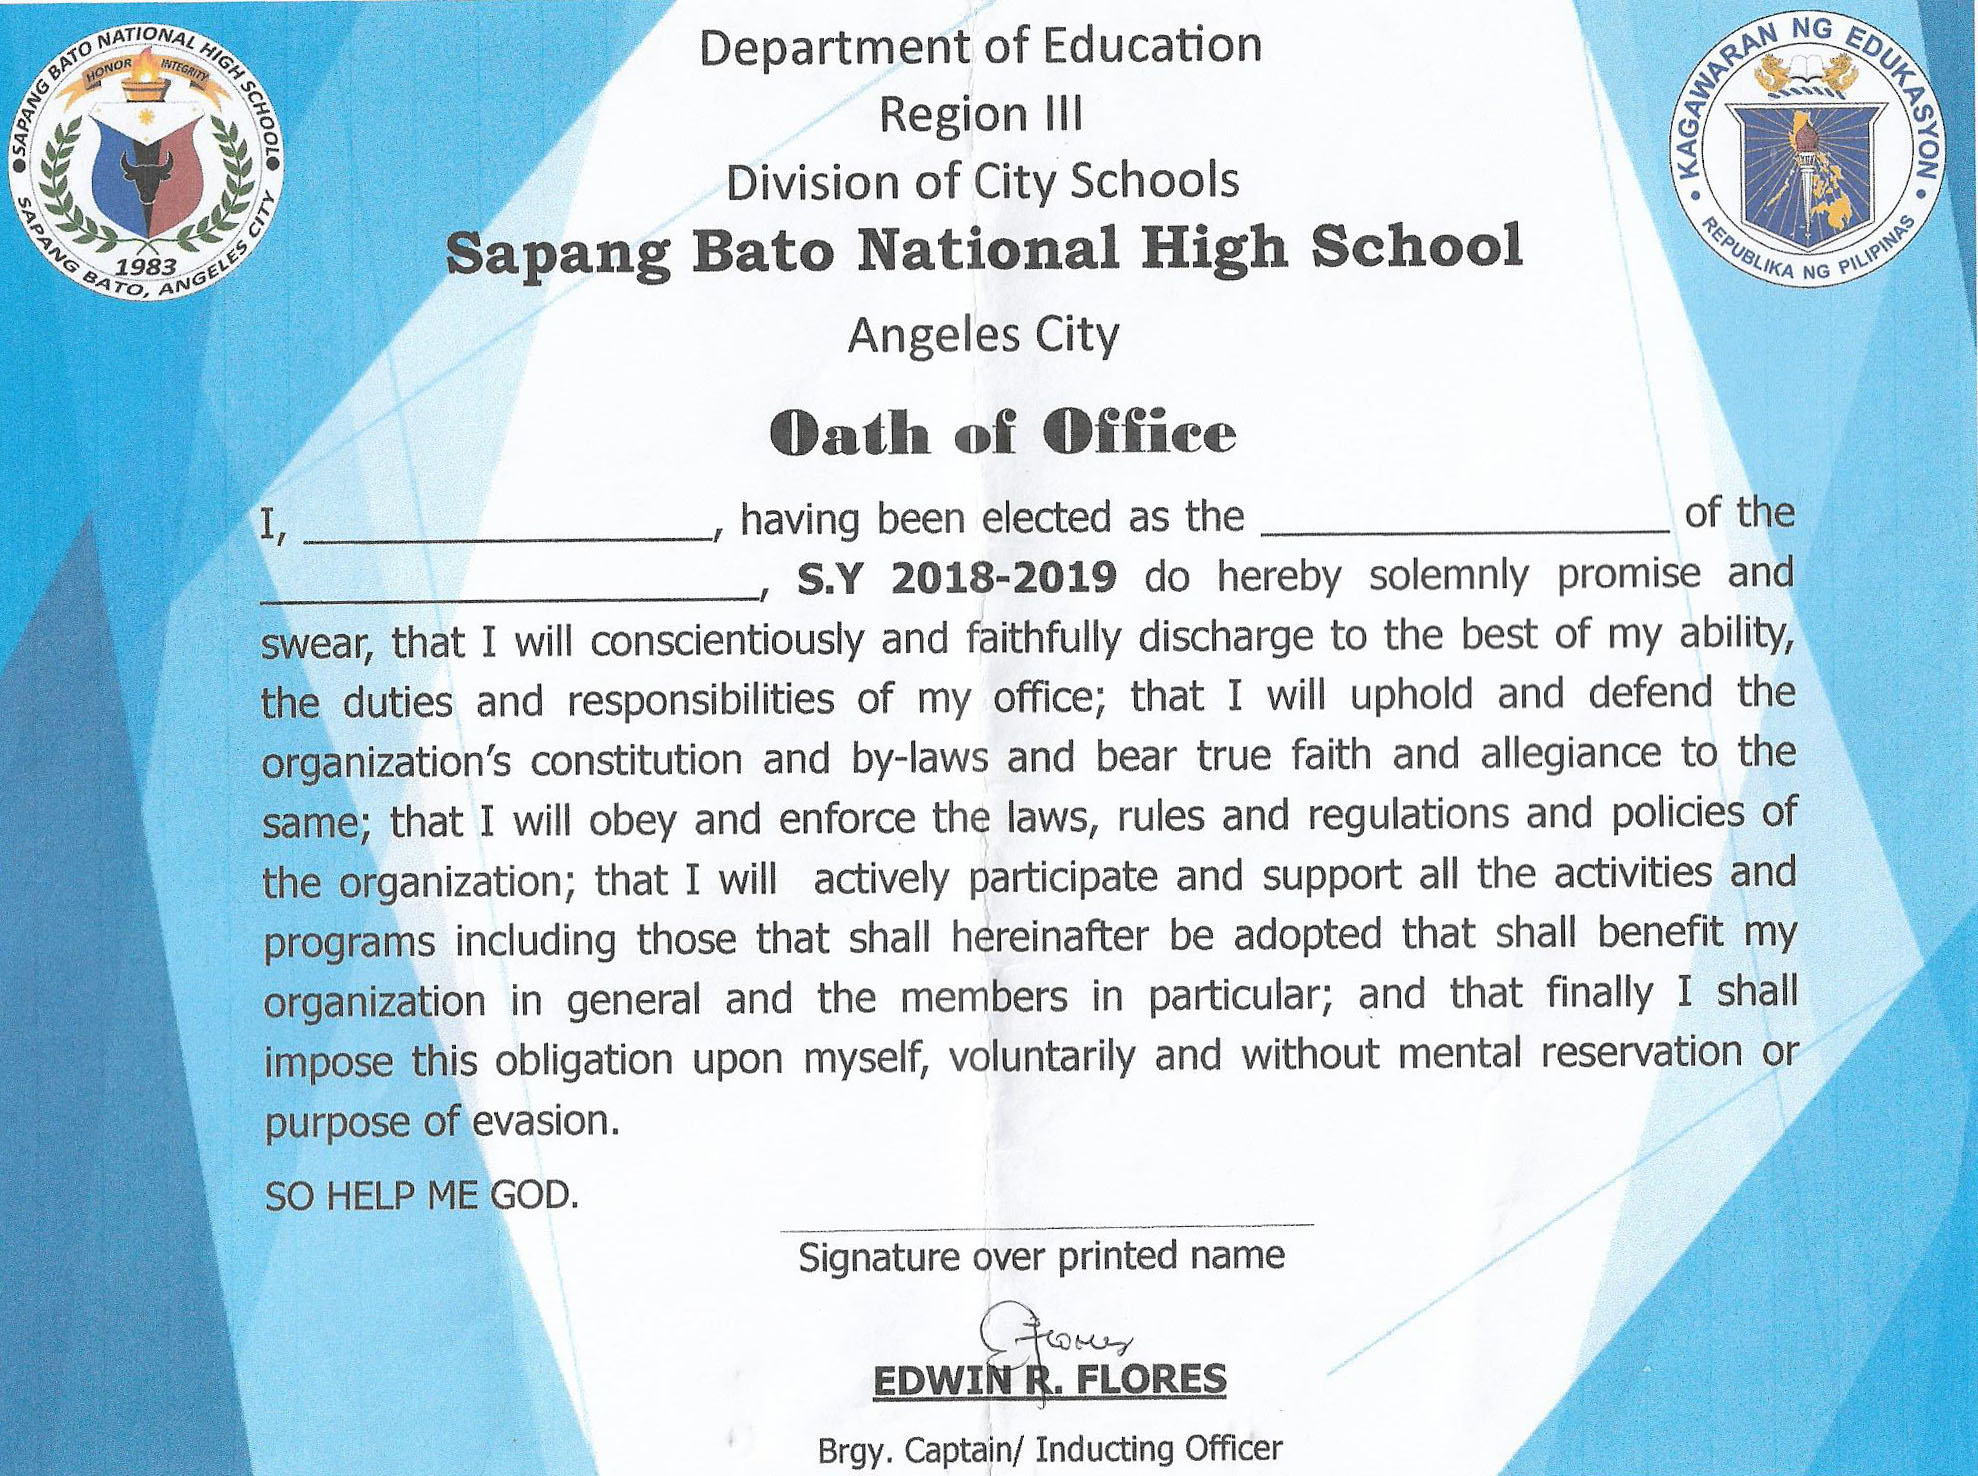 SAPANG BATO NATIONAL HIGH SCHOOL
HONOR INTEGRITY
1983
SAPANG BATO, ANGELES CITY
KAGAWARAN NG EDUKASYON
REPUBLIKA NG PILIPINAS
Department of Education
Region III
Division of City Schools
Sapang Bato National High School
Angeles City
Oath of Office
I, ____________________, having been elected as the ____________________ of the
________________________, S.Y 2018-2019 do hereby solemnly promise and
swear, that I will conscientiously and faithfully discharge to the best of my ability,
the duties and responsibilities of my office; that I will uphold and defend the
organization’s constitution and by-laws and bear true faith and allegiance to the
same; that I will obey and enforce the laws, rules and regulations and policies of
the organization; that I will actively participate and support all the activities and
programs including those that shall hereinafter be adopted that shall benefit my
organization in general and the members in particular; and that finally I shall
impose this obligation upon myself, voluntarily and without mental reservation or
purpose of evasion.
SO HELP ME GOD.
Signature over printed name
EFlores
EDWIN R. FLORES
Brgy. Captain/ Inducting Officer